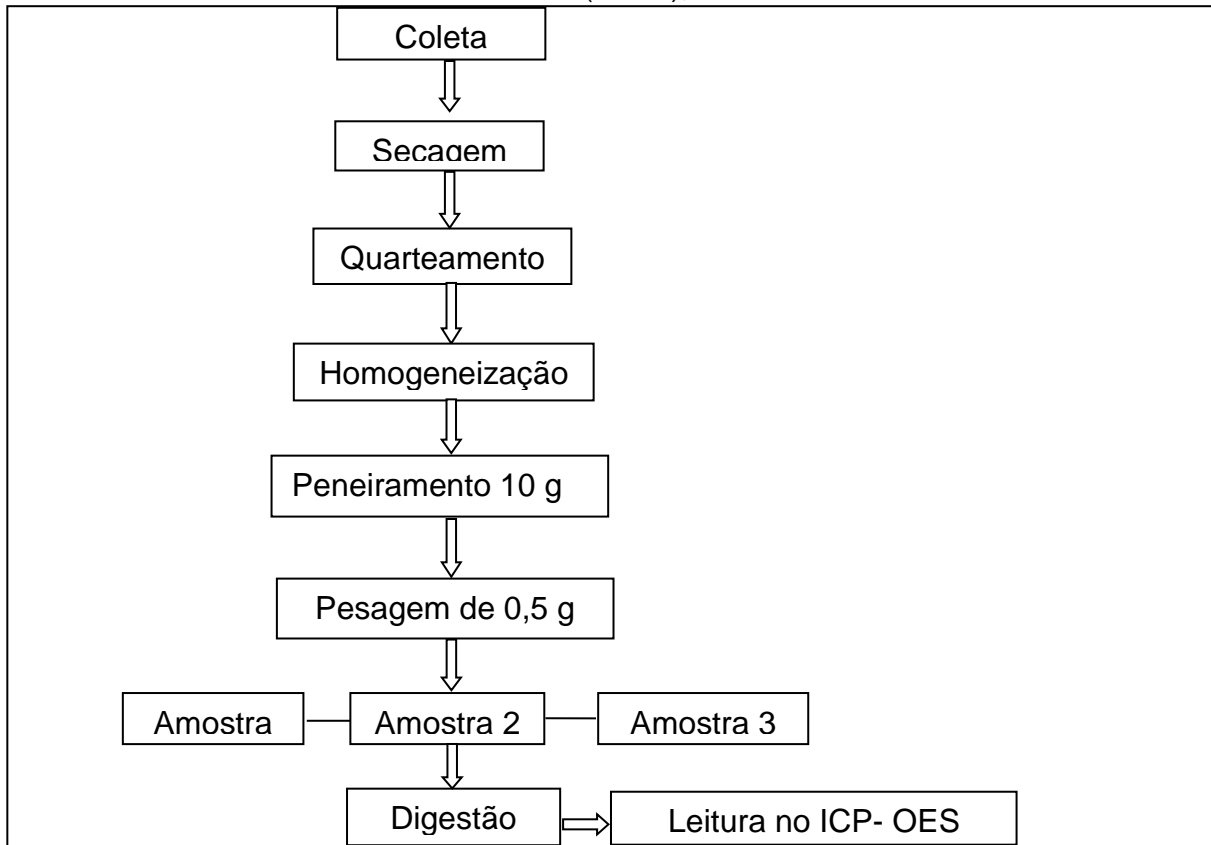 Coleta
Secagem
Quarteamento
Homogeneização
Peneiramento 10 g
Pesagem de 0,5 g
Amostra
Amostra 2
Amostra 3
Digestão
Leitura no ICP- OES